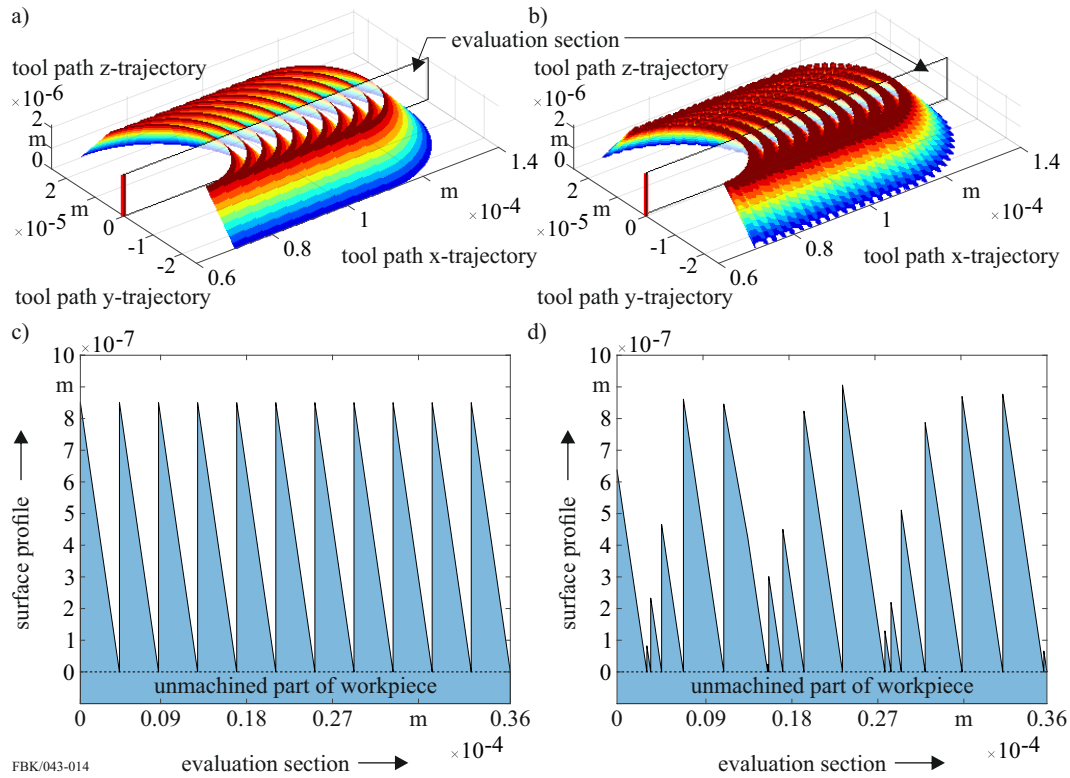 a)
b)
evaluation section
tool path z-trajectory
×10⁻⁶
2
m
0
2
m
×10⁻⁵
0
-1
-2
0.6
0.8
1
m
×10⁻⁴
1.4
tool path x-trajectory
tool path y-trajectory
tool path z-trajectory
×10⁻⁶
2
m
0
2
m
×10⁻⁵
0
-1
-2
0.6
0.8
1
m
×10⁻⁴
1.4
tool path x-trajectory
tool path y-trajectory
c)
×10⁻⁷
10
m
8
7
6
5
4
3
2
1
0
surface profile
unmachined part of workpiece
0 0.09 0.18 0.27 m 0.36
×10⁻⁴
evaluation section
d)
×10⁻⁷
10
m
8
7
6
5
4
3
2
1
0
surface profile
unmachined part of workpiece
0 0.09 0.18 0.27 m 0.36
×10⁻⁴
evaluation section
FBK/043-014